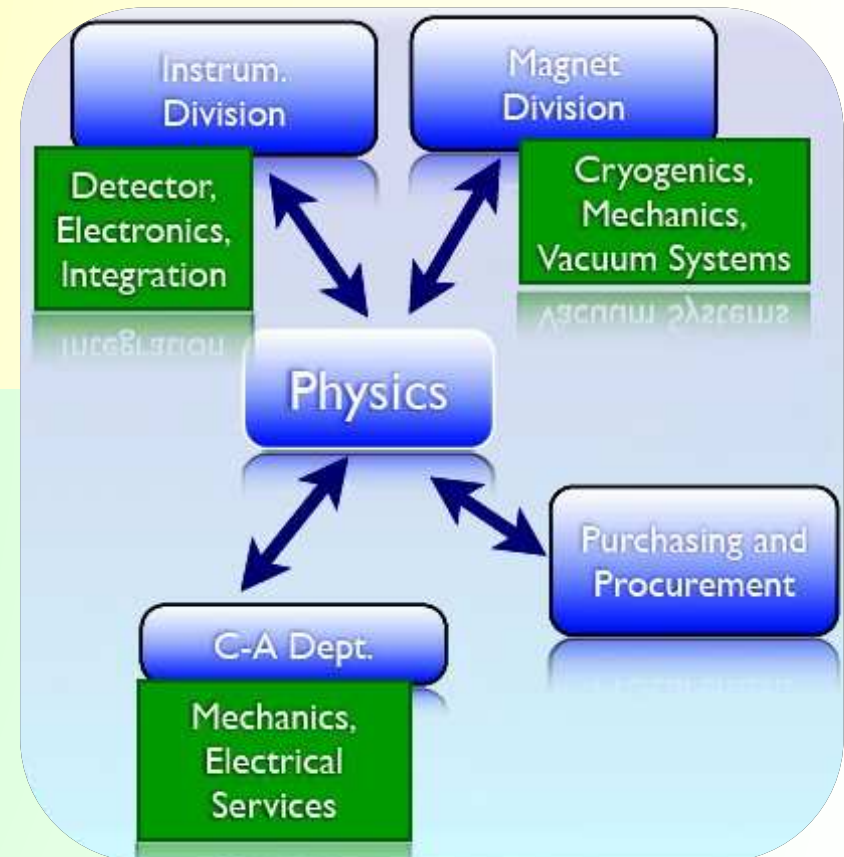 Instrum.
Division
Magnet
Division
Detector,
Electronics,
Integration
Cryogenics,
Mechanics,
Vacuum Systems
Physics
Purchasing and
Procurement
C-A Dept.
Mechanics,
Electrical
Services